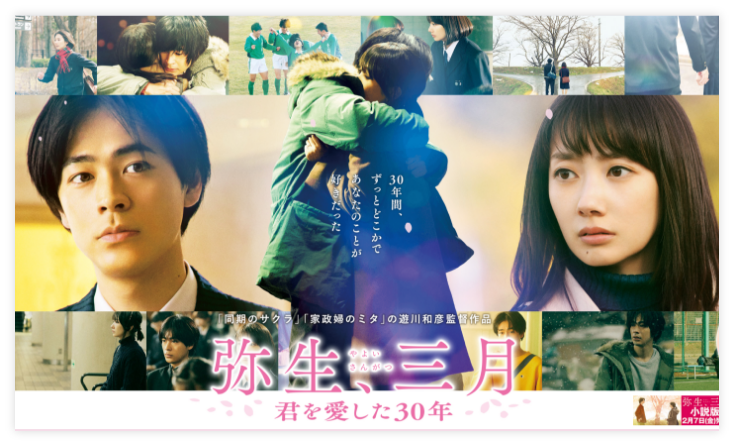 30年間、
ずっとどこかで
あなたのことが
好きだった
「同期のサクラ」「家政婦のミタ」の遊川和彦監督作品
やよい
さんがつ
弥生、三月
君を愛した30年
弥生、三
小説版
2月7日(金)